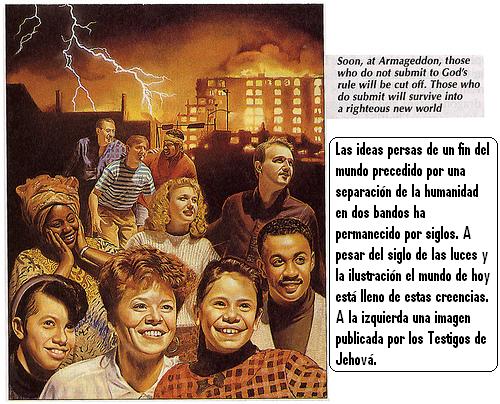 Soon, at Armageddon, those
who do not submit to God's
rule will be cut off. Those who
do submit will survive into
a righteous new world
Las ideas persas de un fin del
mundo precedido por una
separación de la humanidad
en dos bandos ha
permanecido por siglos. A
pesar del siglo de las luces y
la ilustración el mundo de hoy
está lleno de estas creencias.
A la izquierda una imagen
publicada por los Testigos de
Jehová.